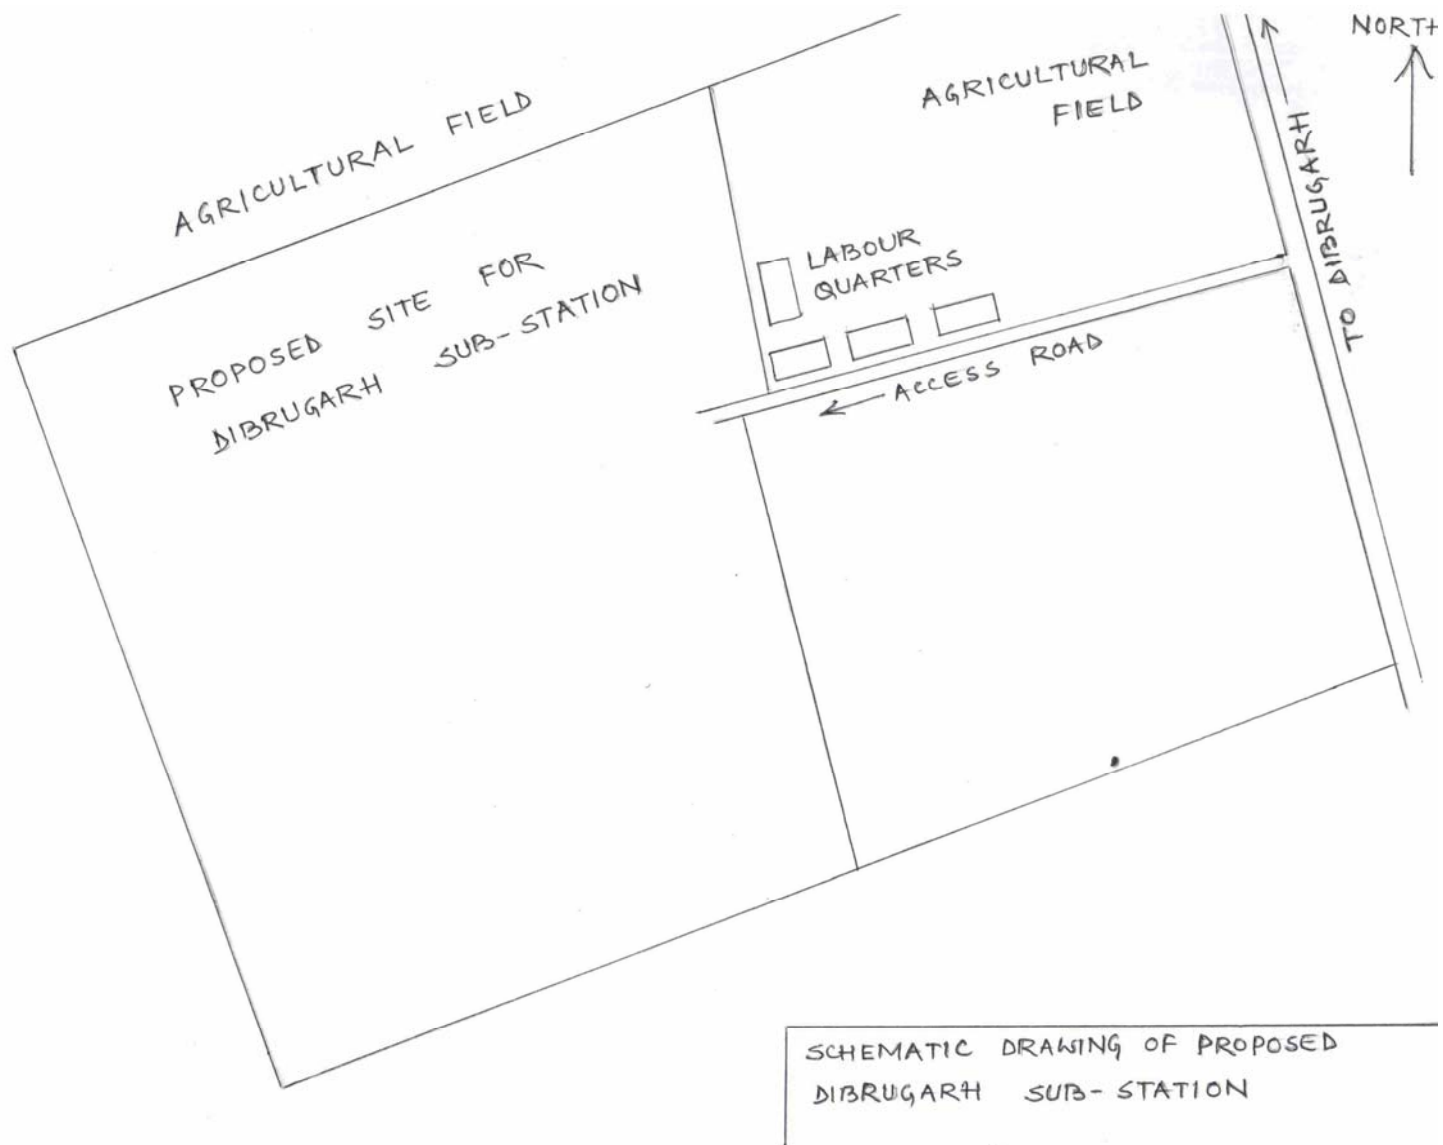 NORTH
AGRICULTURAL
FIELD
AGRICULTURAL FIELD
TO DIBRUGARH
PROPOSED SITE FOR
DIBRUGARH SUB-STATION
LABOUR
QUARTERS
ACCESS ROAD
SCHEMATIC DRAWING OF PROPOSED
DIBRUGARH SUB-STATION